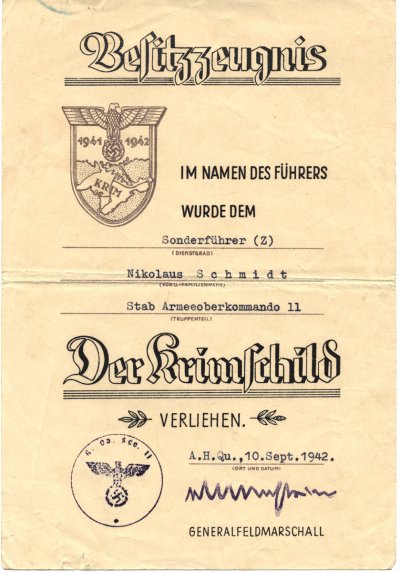 Besitzzeugnis
1941 1942
KRIM
IM NAMEN DES FÜHRERS
WURDE DEM
Sonderführer (Z)
(DIENSTGRAD)
Nikolaus Schmidt
(VOR U. FAMILIENNAME)
Stab Armeeoberkommando 11
(TRUPPENTEIL)
Der Krimschild
VERLIEHEN.
A.H.Qu.,10.Sept.1942.
(ORT UND DATUM)
GENERALFELDMARSCHALL